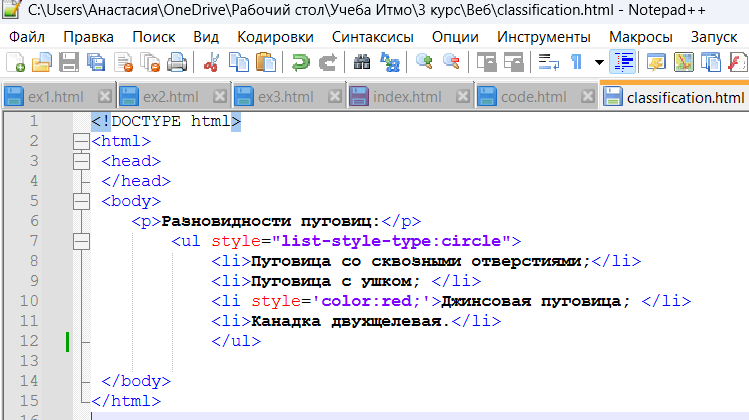 C:\Users\Анастасия\OneDrive\Рабочий стол\Учеба Итмо\3 курс\Веб\classification.html - Notepad++
Файл Правка Поиск Вид Кодировки Синтаксисы Опции Инструменты Макросы Запуск
ex1.html ex2.html ex3.html index.html code.html classification.html
1 <!DOCTYPE html>
2 <html>
3 <head>
4 </head>
5 <body>
6 <p>Разновидности пуговиц:</p>
7 <ul style="list-style-type:circle">
8 <li>Пуговица со сквозными отверстиями;</li>
9 <li>Пуговица с ушком; </li>
10 <li style='color:red;'>Джинсовая пуговица; </li>
11 <li>Канадка двухщелевая.</li>
12 </ul>
13
14 </body>
15 </html>
16